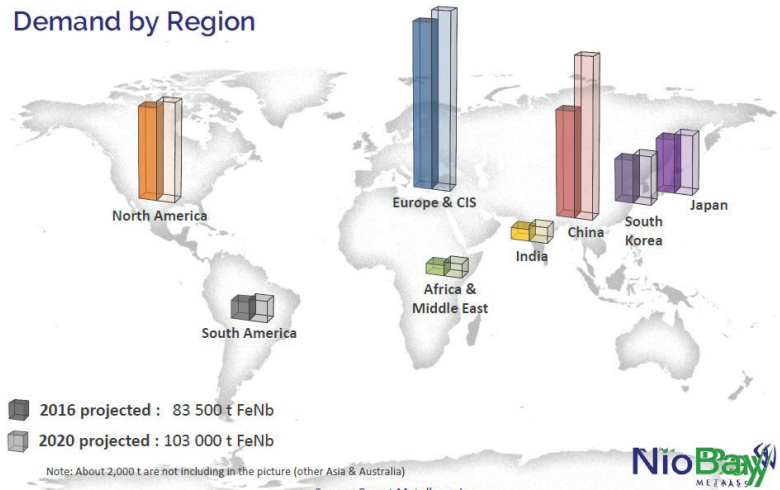 Demand by Region
North America
Europe & CIS
China
South
Korea
Japan
India
Africa &
Middle East
South America
2016 projected : 83 500 t FeNb
2020 projected : 103 000 t FeNb
Note: About 2,000 t are not including in the picture (other Asia & Australia)
NioBay
METALS